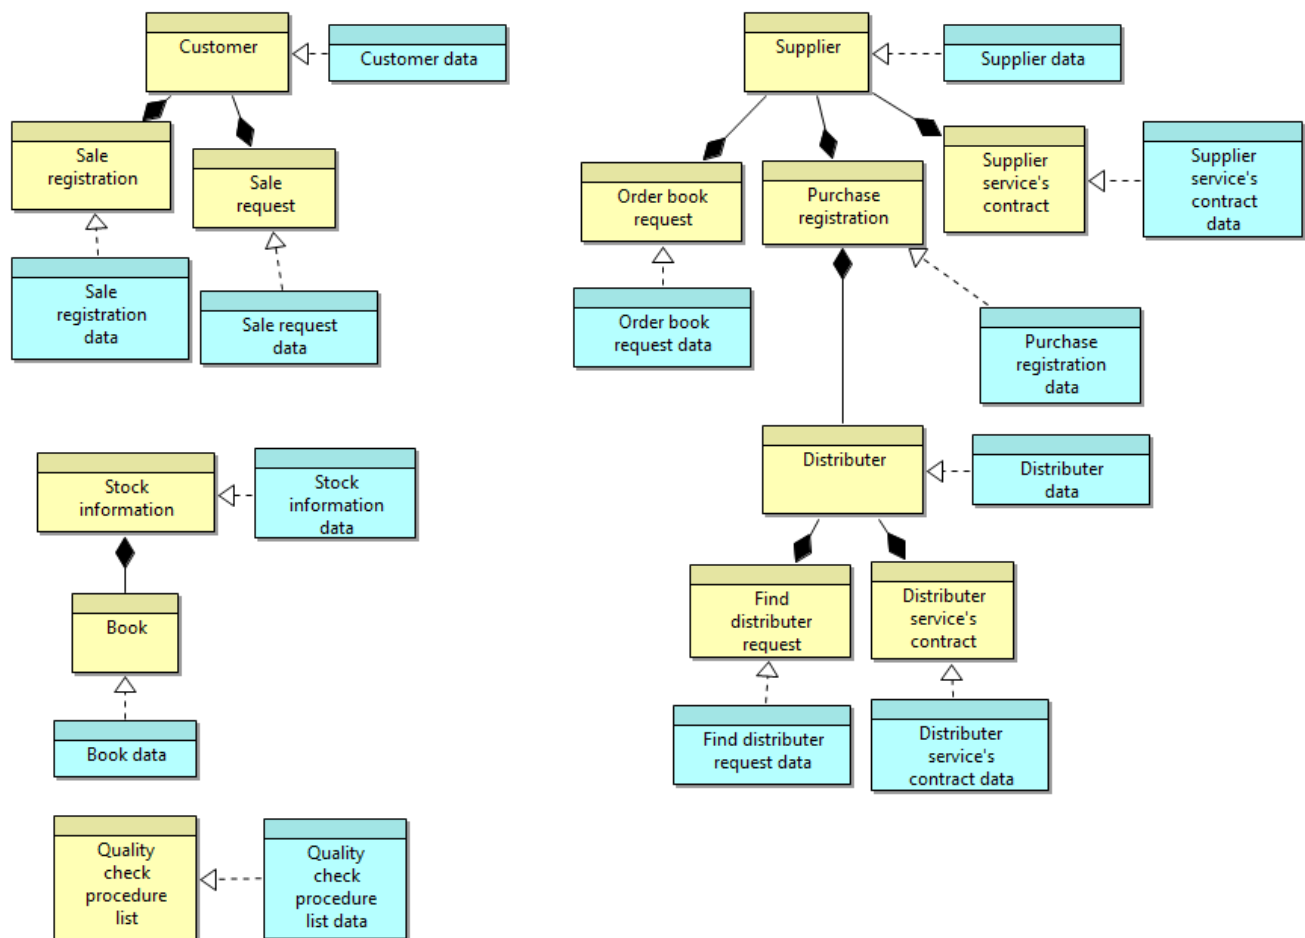 Customer
Customer data
Sale
registration
Sale
request
Sale
registration
data
Sale request
data
Supplier
Supplier data
Order book
request
Purchase
registration
Supplier
service's
contract
Supplier
service's
contract
data
Order book
request data
Purchase
registration
data
Stock
information
Stock
information
data
Book
Book data
Distributer
Distributer
data
Find
distributer
request
Distributer
service's
contract
Find distributer
request data
Distributer
service's
contract data
Quality
check
procedure
list
Quality
check
procedure
list data